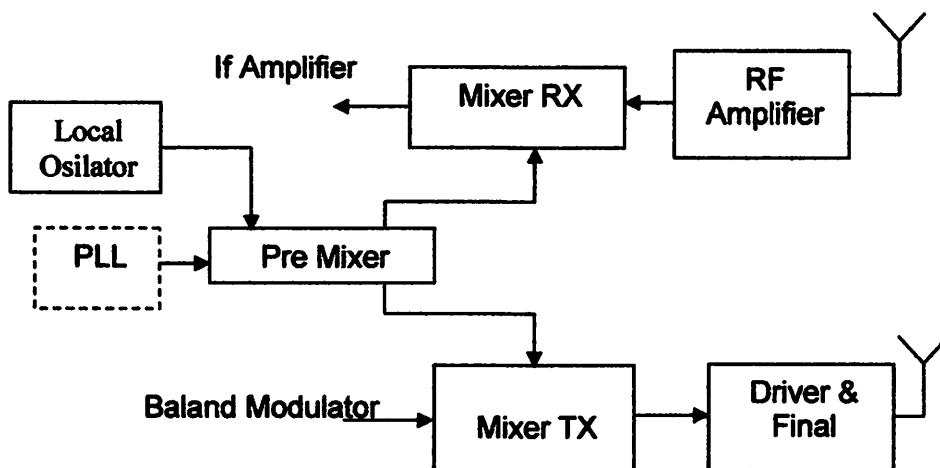 If Amplifier
Mixer RX
RF
Amplifier
Local
Osilator
PLL
Pre Mixer
Baland Modulator
Mixer TX
Driver &
Final